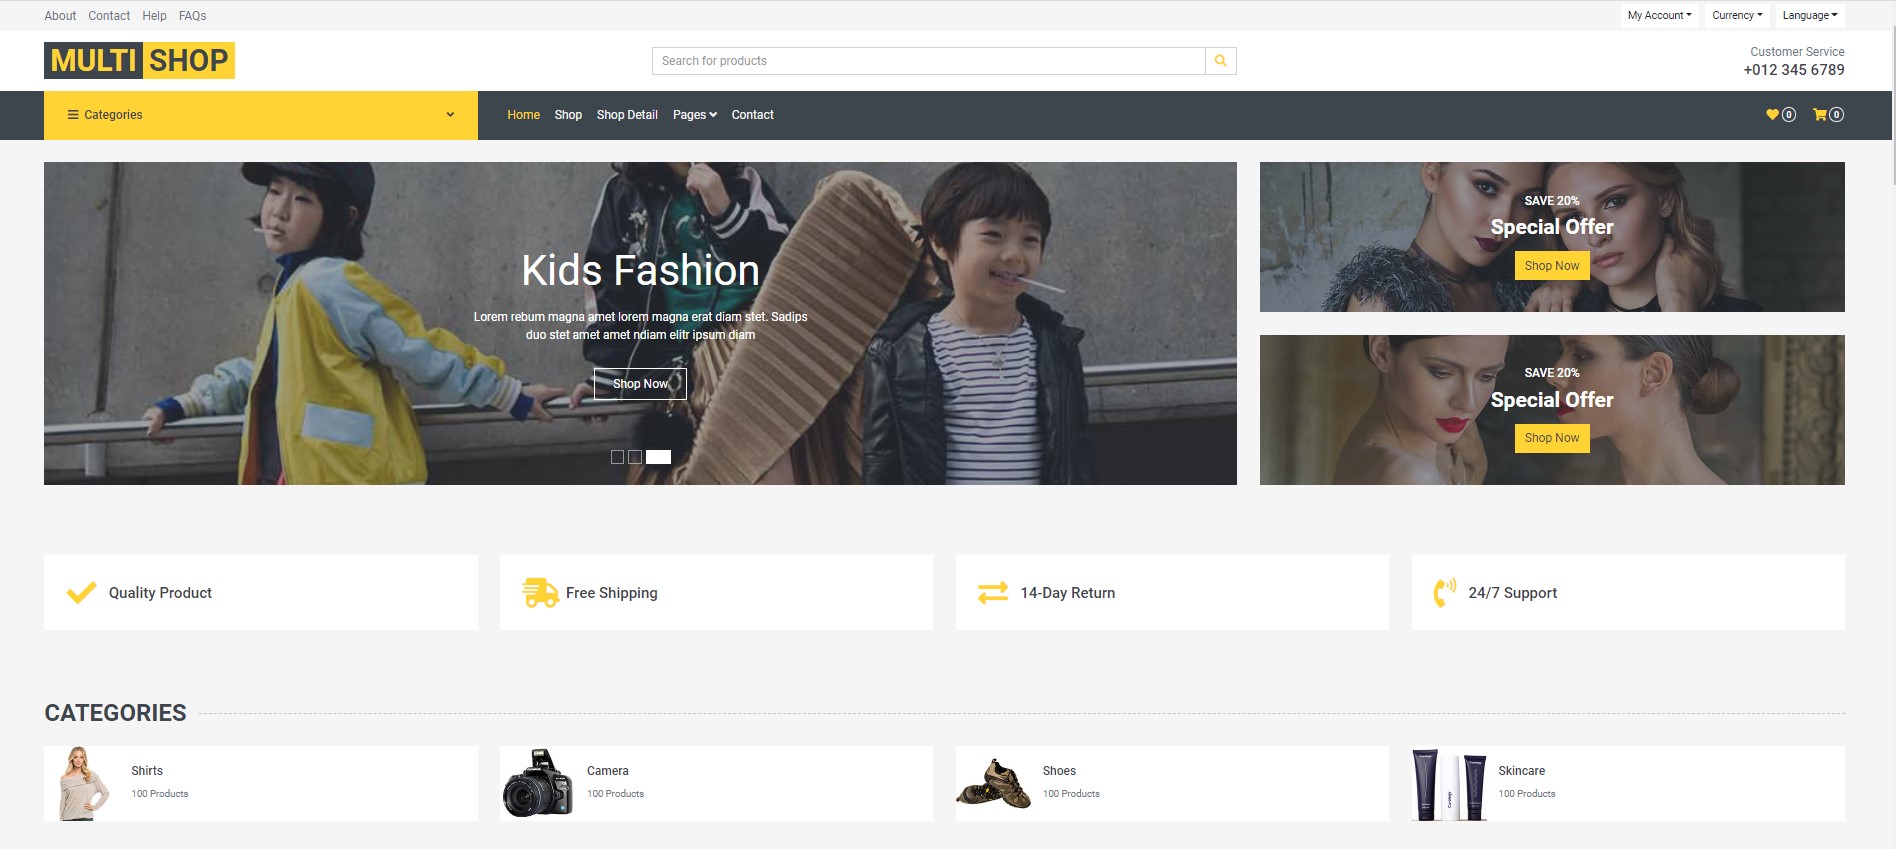 About Contact Help FAQs
My Account Currency Language
MULTI SHOP
Search for products
Customer Service
+012 345 6789
Categories
Home Shop Shop Detail Pages Contact
0 0
Kids Fashion
Lorem rebum magna amet lorem magna erat diam stet. Sadips
duo stet amet amet ndiam elitr ipsum diam
Shop Now
SAVE 20%
Special Offer
Shop Now
SAVE 20%
Special Offer
Shop Now
Quality Product
Free Shipping
14-Day Return
24/7 Support
CATEGORIES
Shirts
100 Products
Camera
100 Products
Shoes
100 Products
Skincare
100 Products